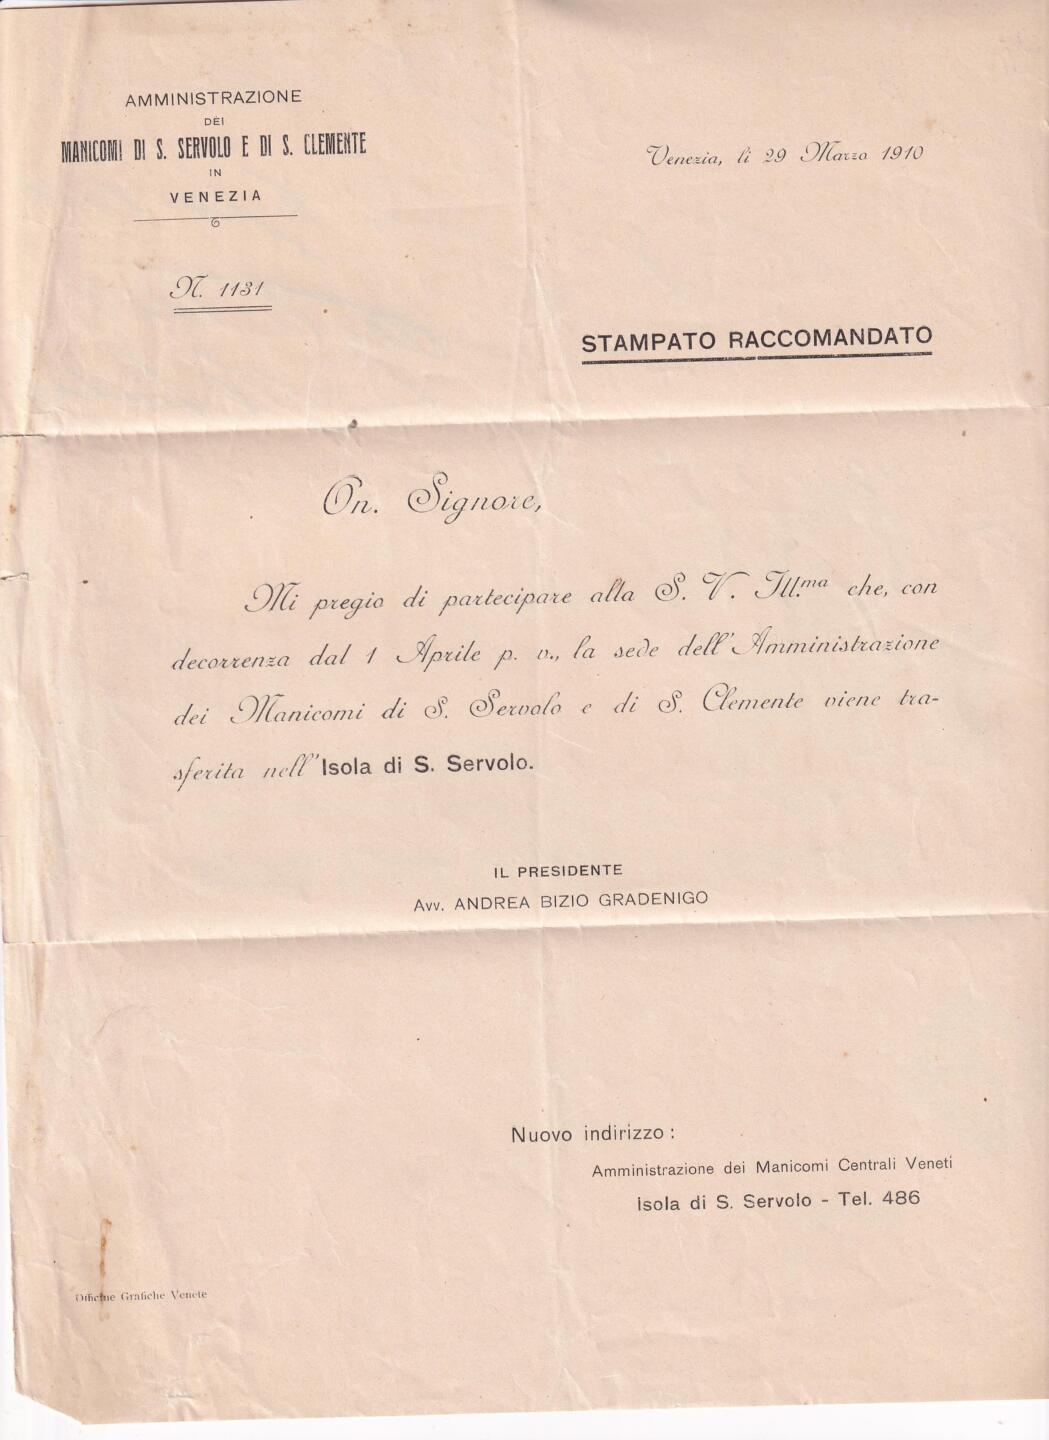 AMMINISTRAZIONE
DEI
MANICOMI DI S. SERVOLO E DI S. CLEMENTE
IN
VENEZIA
Venezia, li 29 Marzo 1910
N. 1131
STAMPATO RACCOMANDATO
On. Signore,
Mi pregio di partecipare alla S. V. Ill.ma che, con
decorrenza dal 1 Aprile p. v., la sede dell'Amministrazione
dei Manicomi di S. Servolo e di S. Clemente viene tra-
sferita nell'Isola di S. Servolo.
IL PRESIDENTE
Avv. ANDREA BIZIO GRADENIGO
Nuovo indirizzo:
Amministrazione dei Manicomi Centrali Veneti
Isola di S. Servolo - Tel. 486
Officine Grafiche Venete